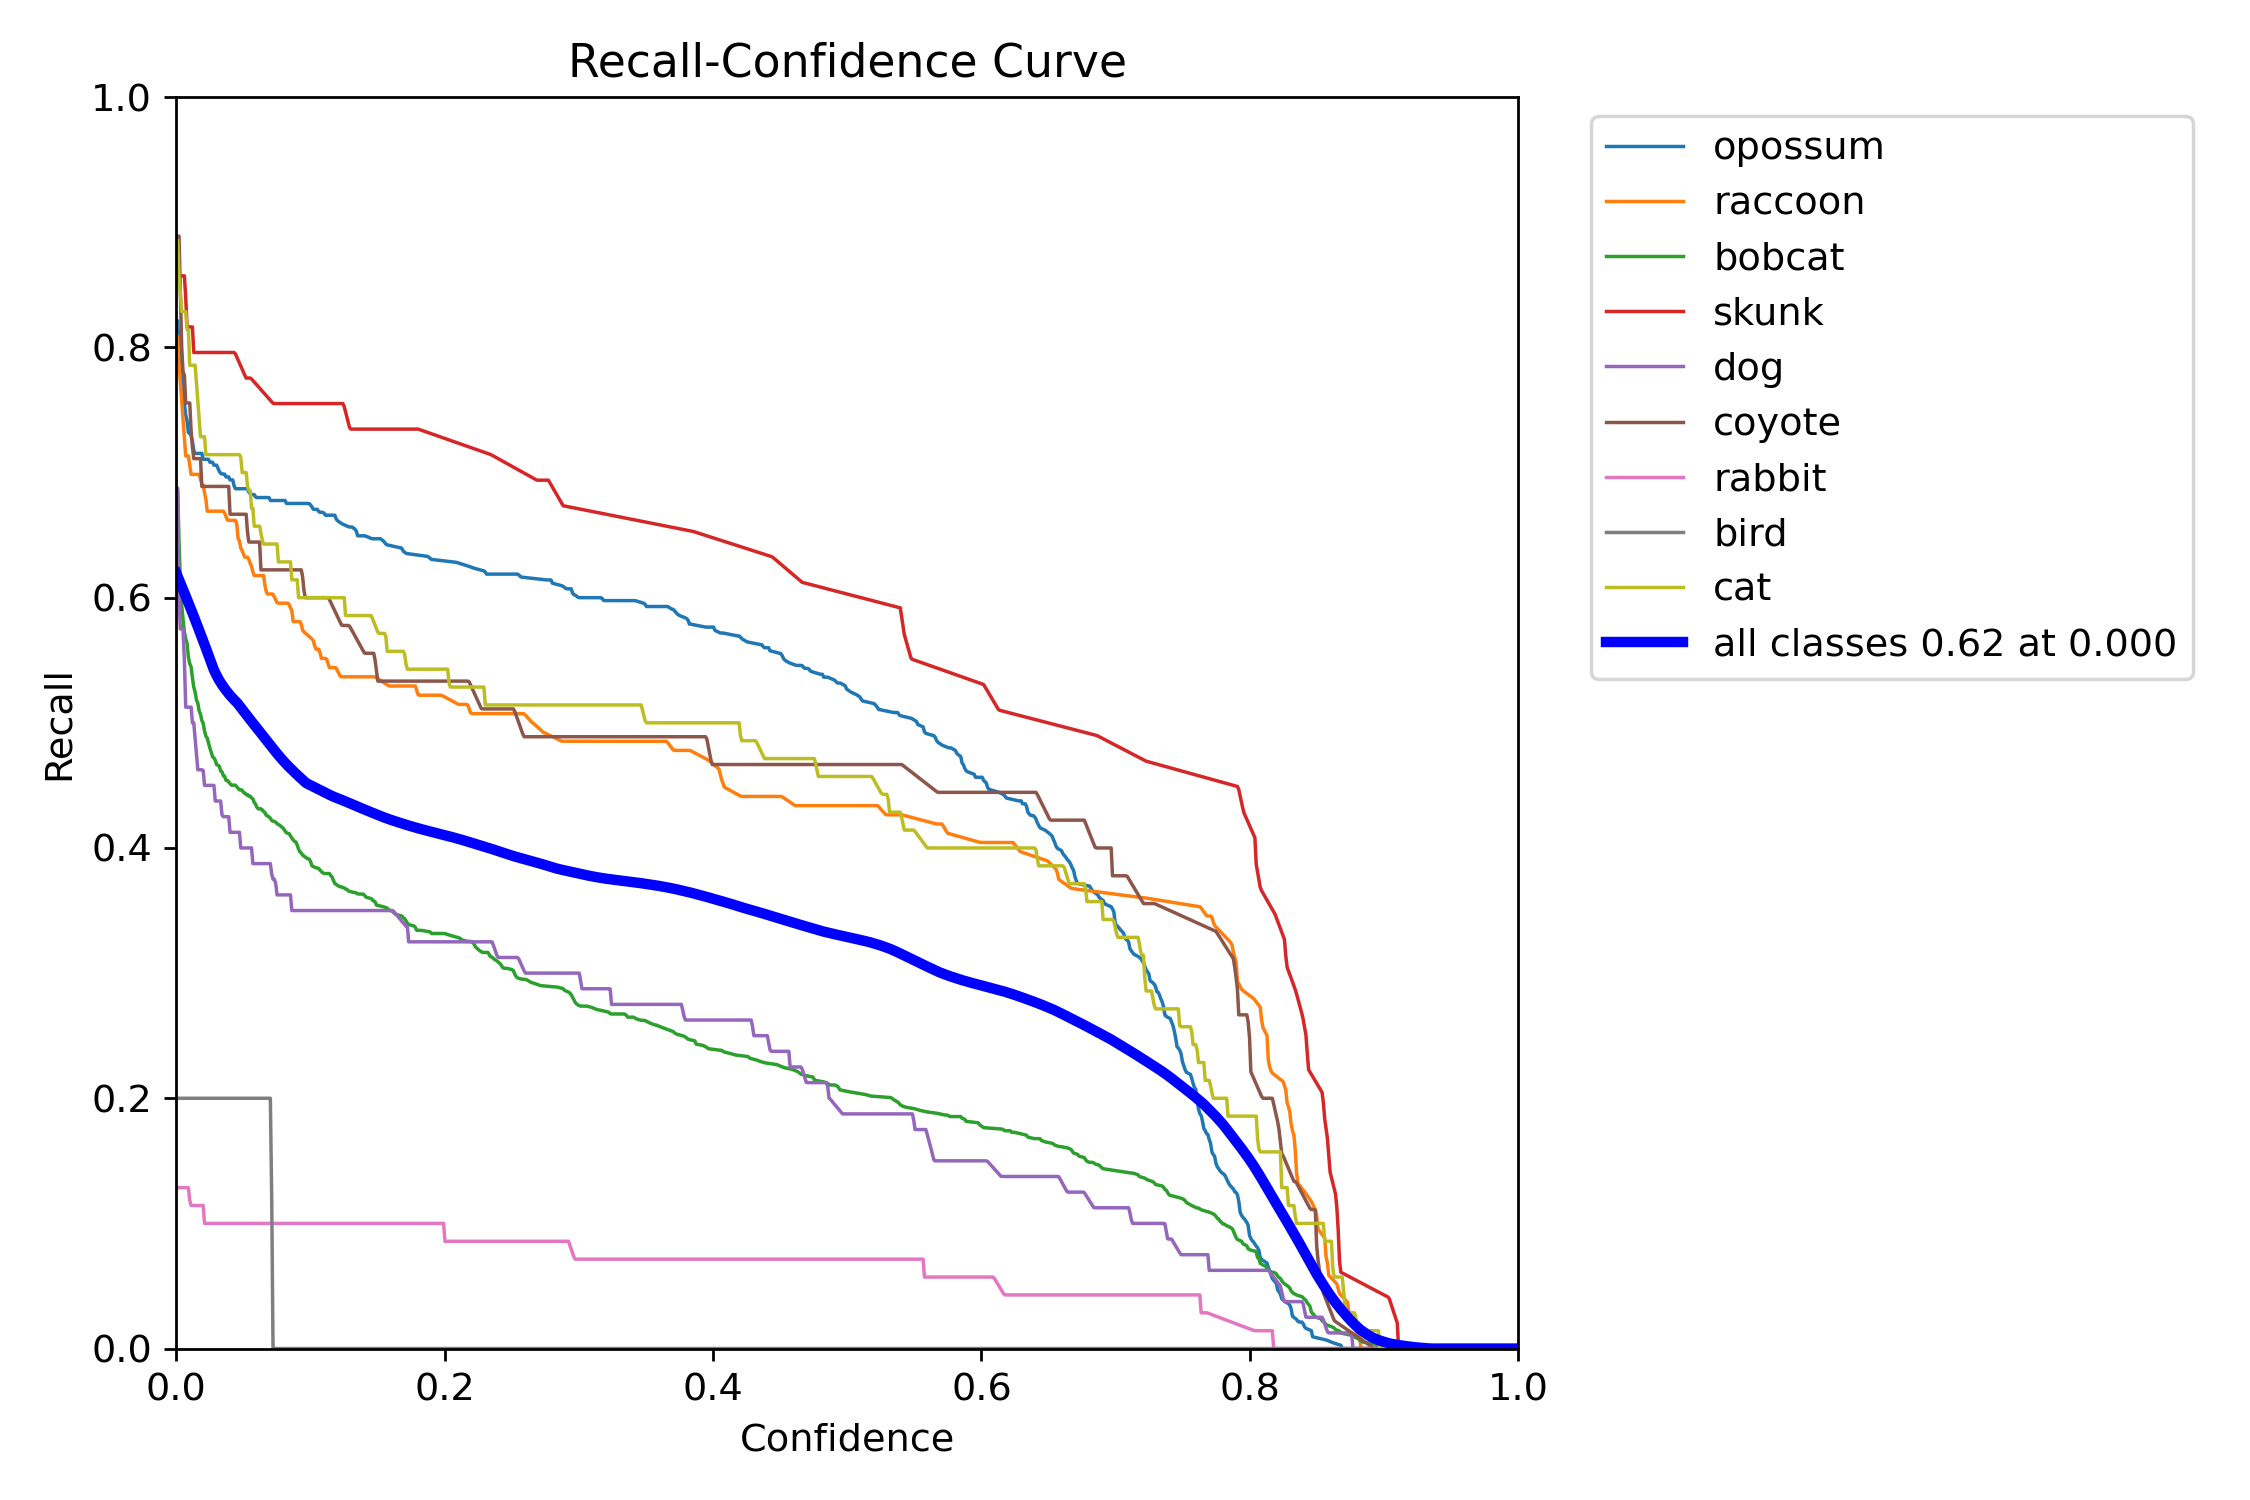 Recall-Confidence Curve
1.0
0.8
0.6
0.4
0.2
0.0
Recall
0.0 0.2 0.4 0.6 0.8 1.0
Confidence
opossum
raccoon
bobcat
skunk
dog
coyote
rabbit
bird
cat
all classes 0.62 at 0.000